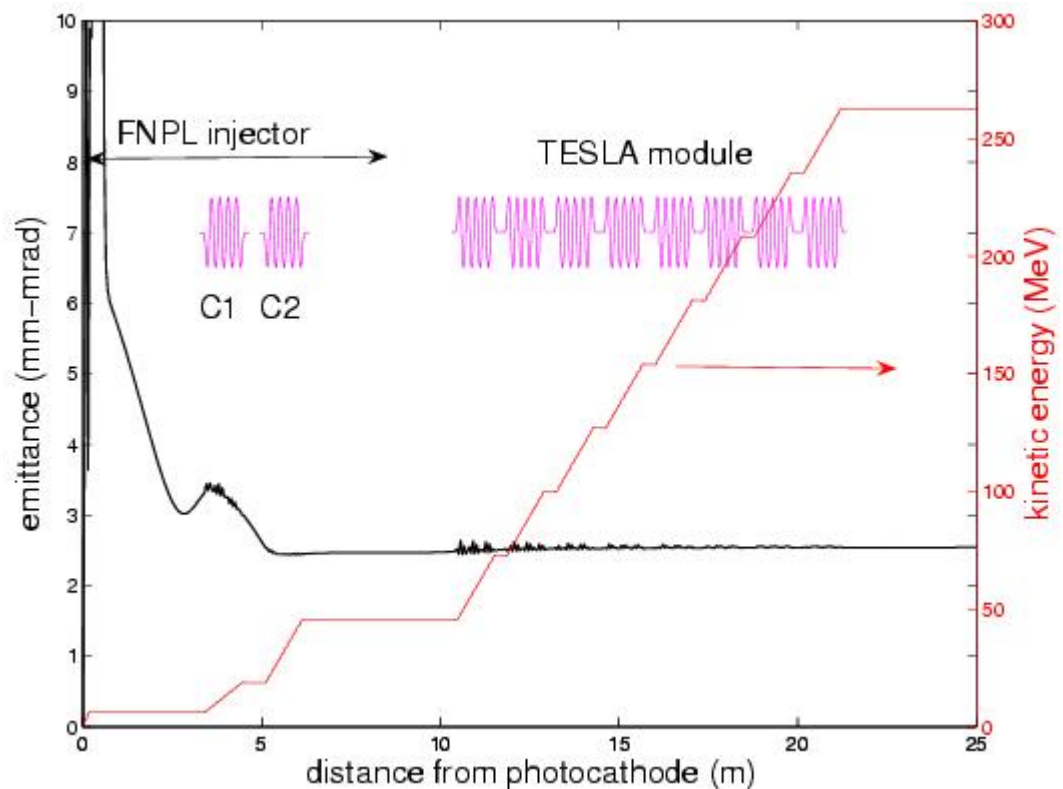 FNPL injector
TESLA module
C1 C2
emittance (mm-mrad)
10
9
8
7
6
5
4
3
2
1
0
kinetic energy (MeV)
300
250
200
150
100
50
0
0 5 10 15 20 25
distance from photocathode (m)